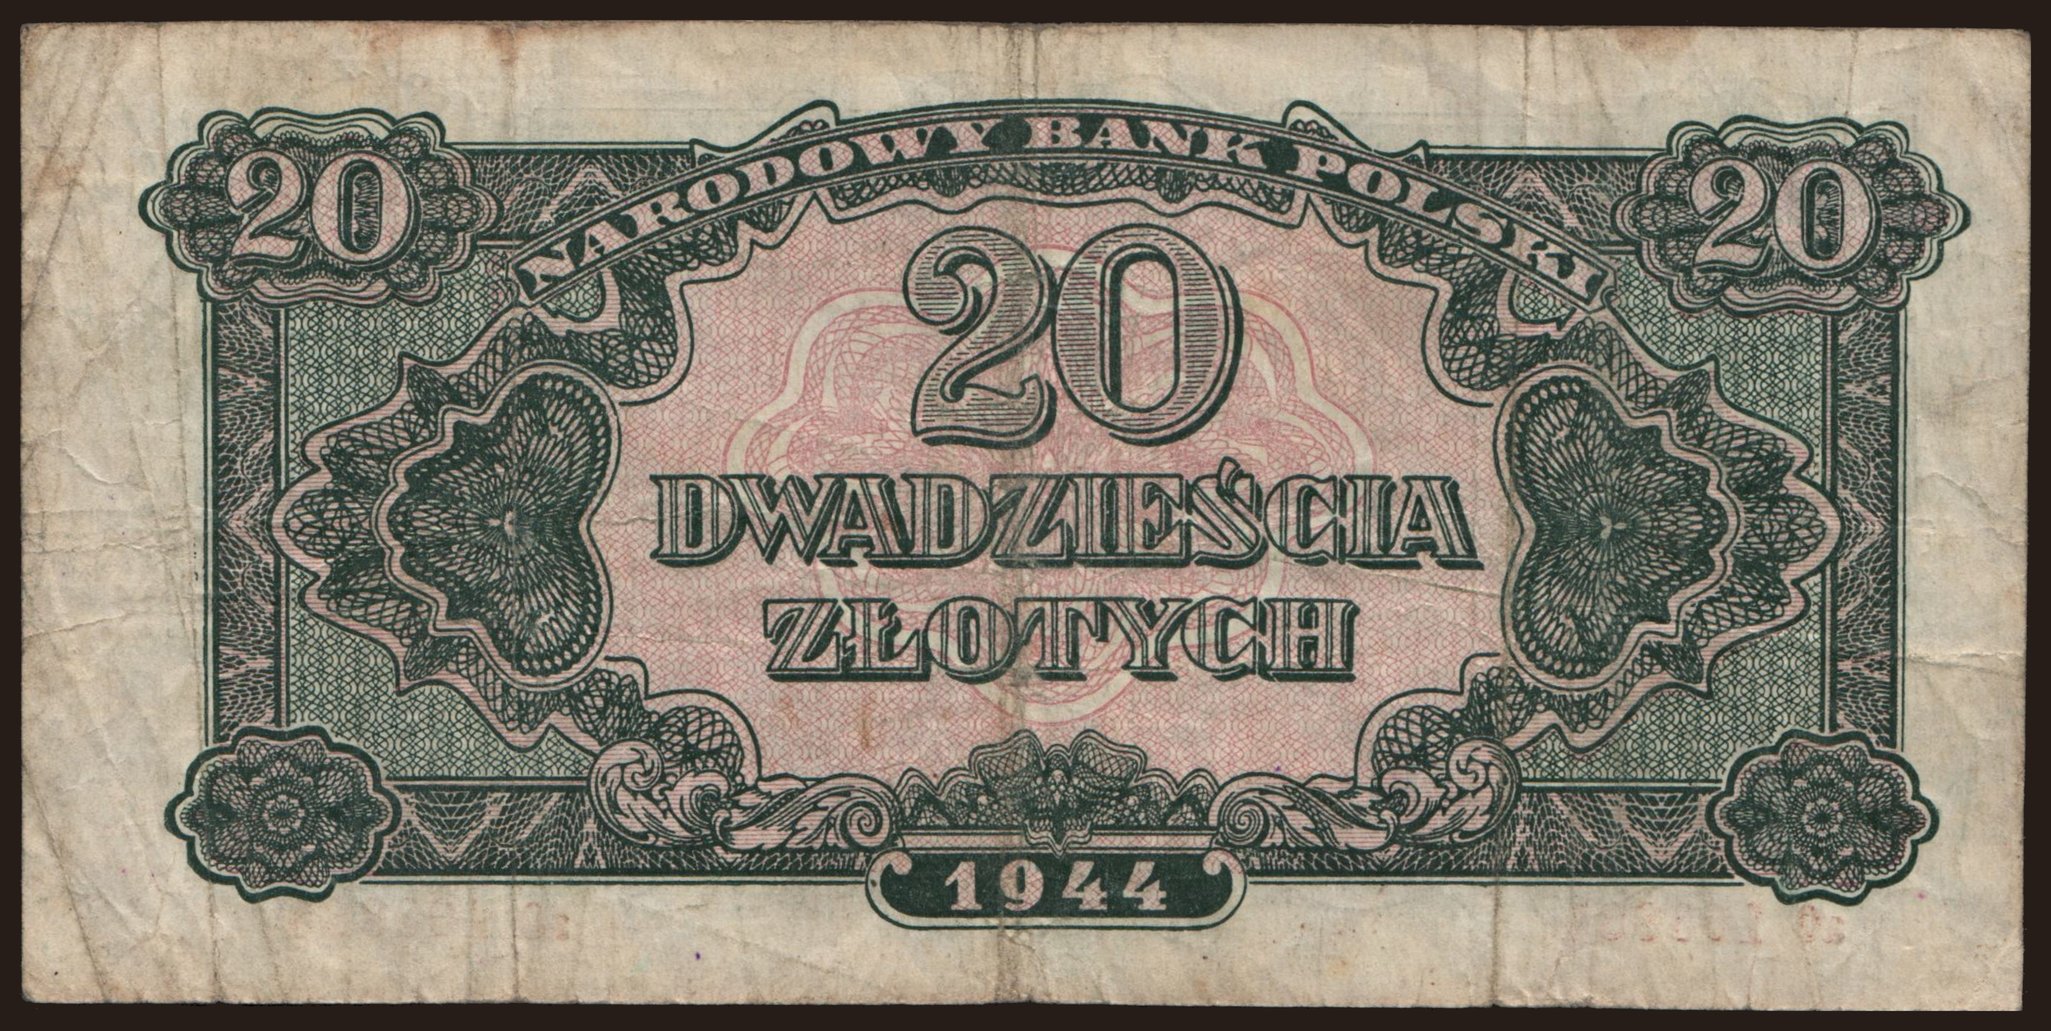 NARODOWY BANK POLSKI
20 20
20
DWADZIEŚCIA
ZŁOTYCH
1944